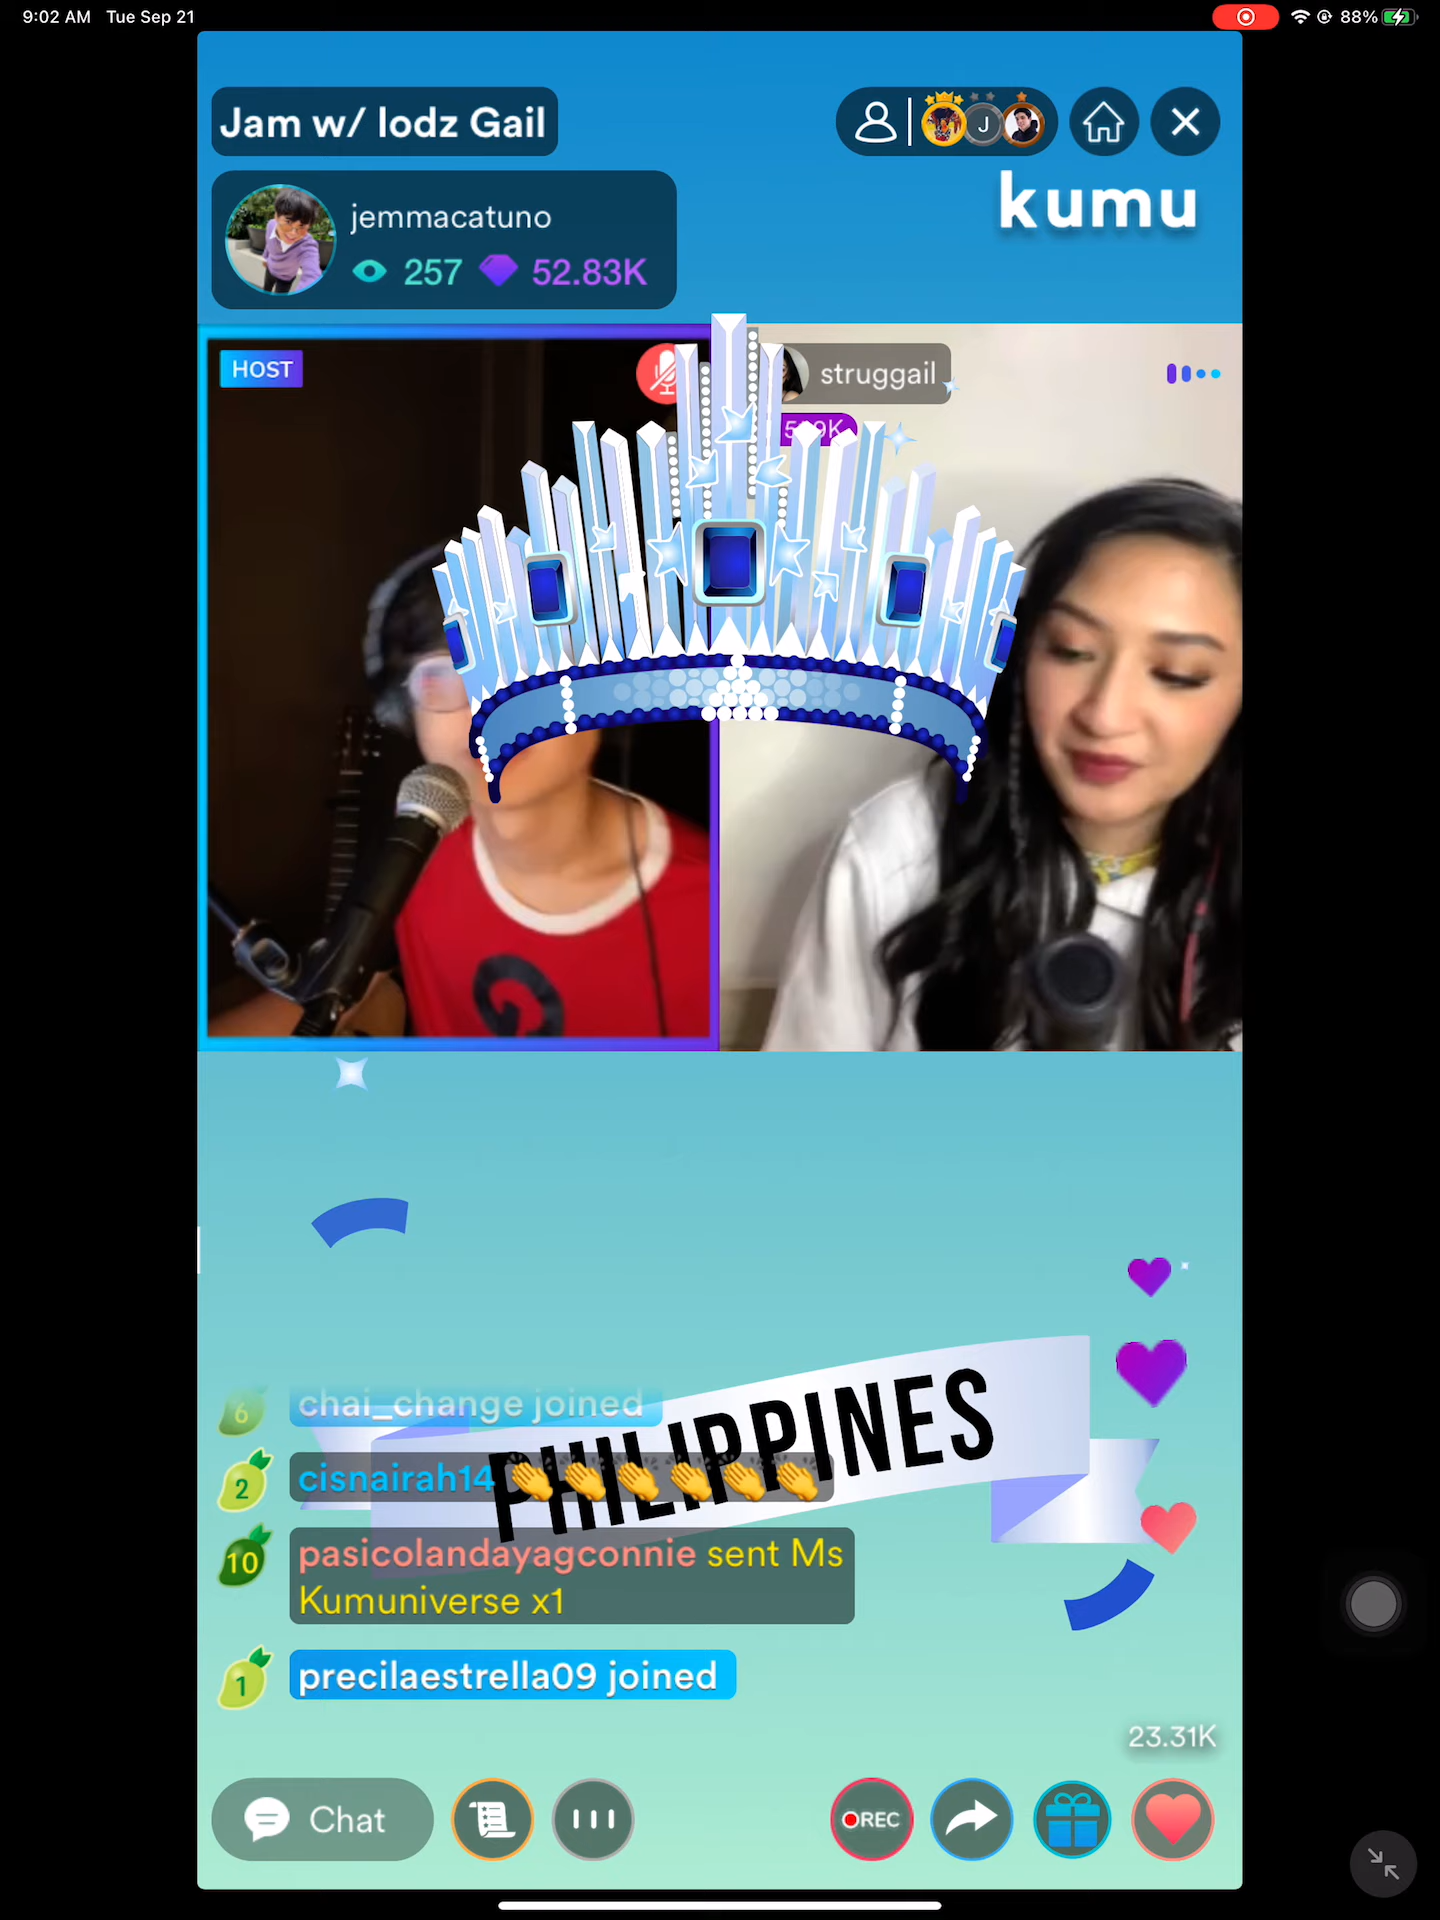 9:02 AM Tue Sep 21
88%
Jam w/ lodz Gail
J
kumu
jemmacatuno
257 52.83K
HOST
struggail
PHILIPPINES
6 chai_change joined
2 cisnairah14 👏👏👏👏👏👏
10 pasicolandayagconnie sent Ms
Kumuniverse x1
1 precilaestrella09 joined
23.31K
Chat
REC